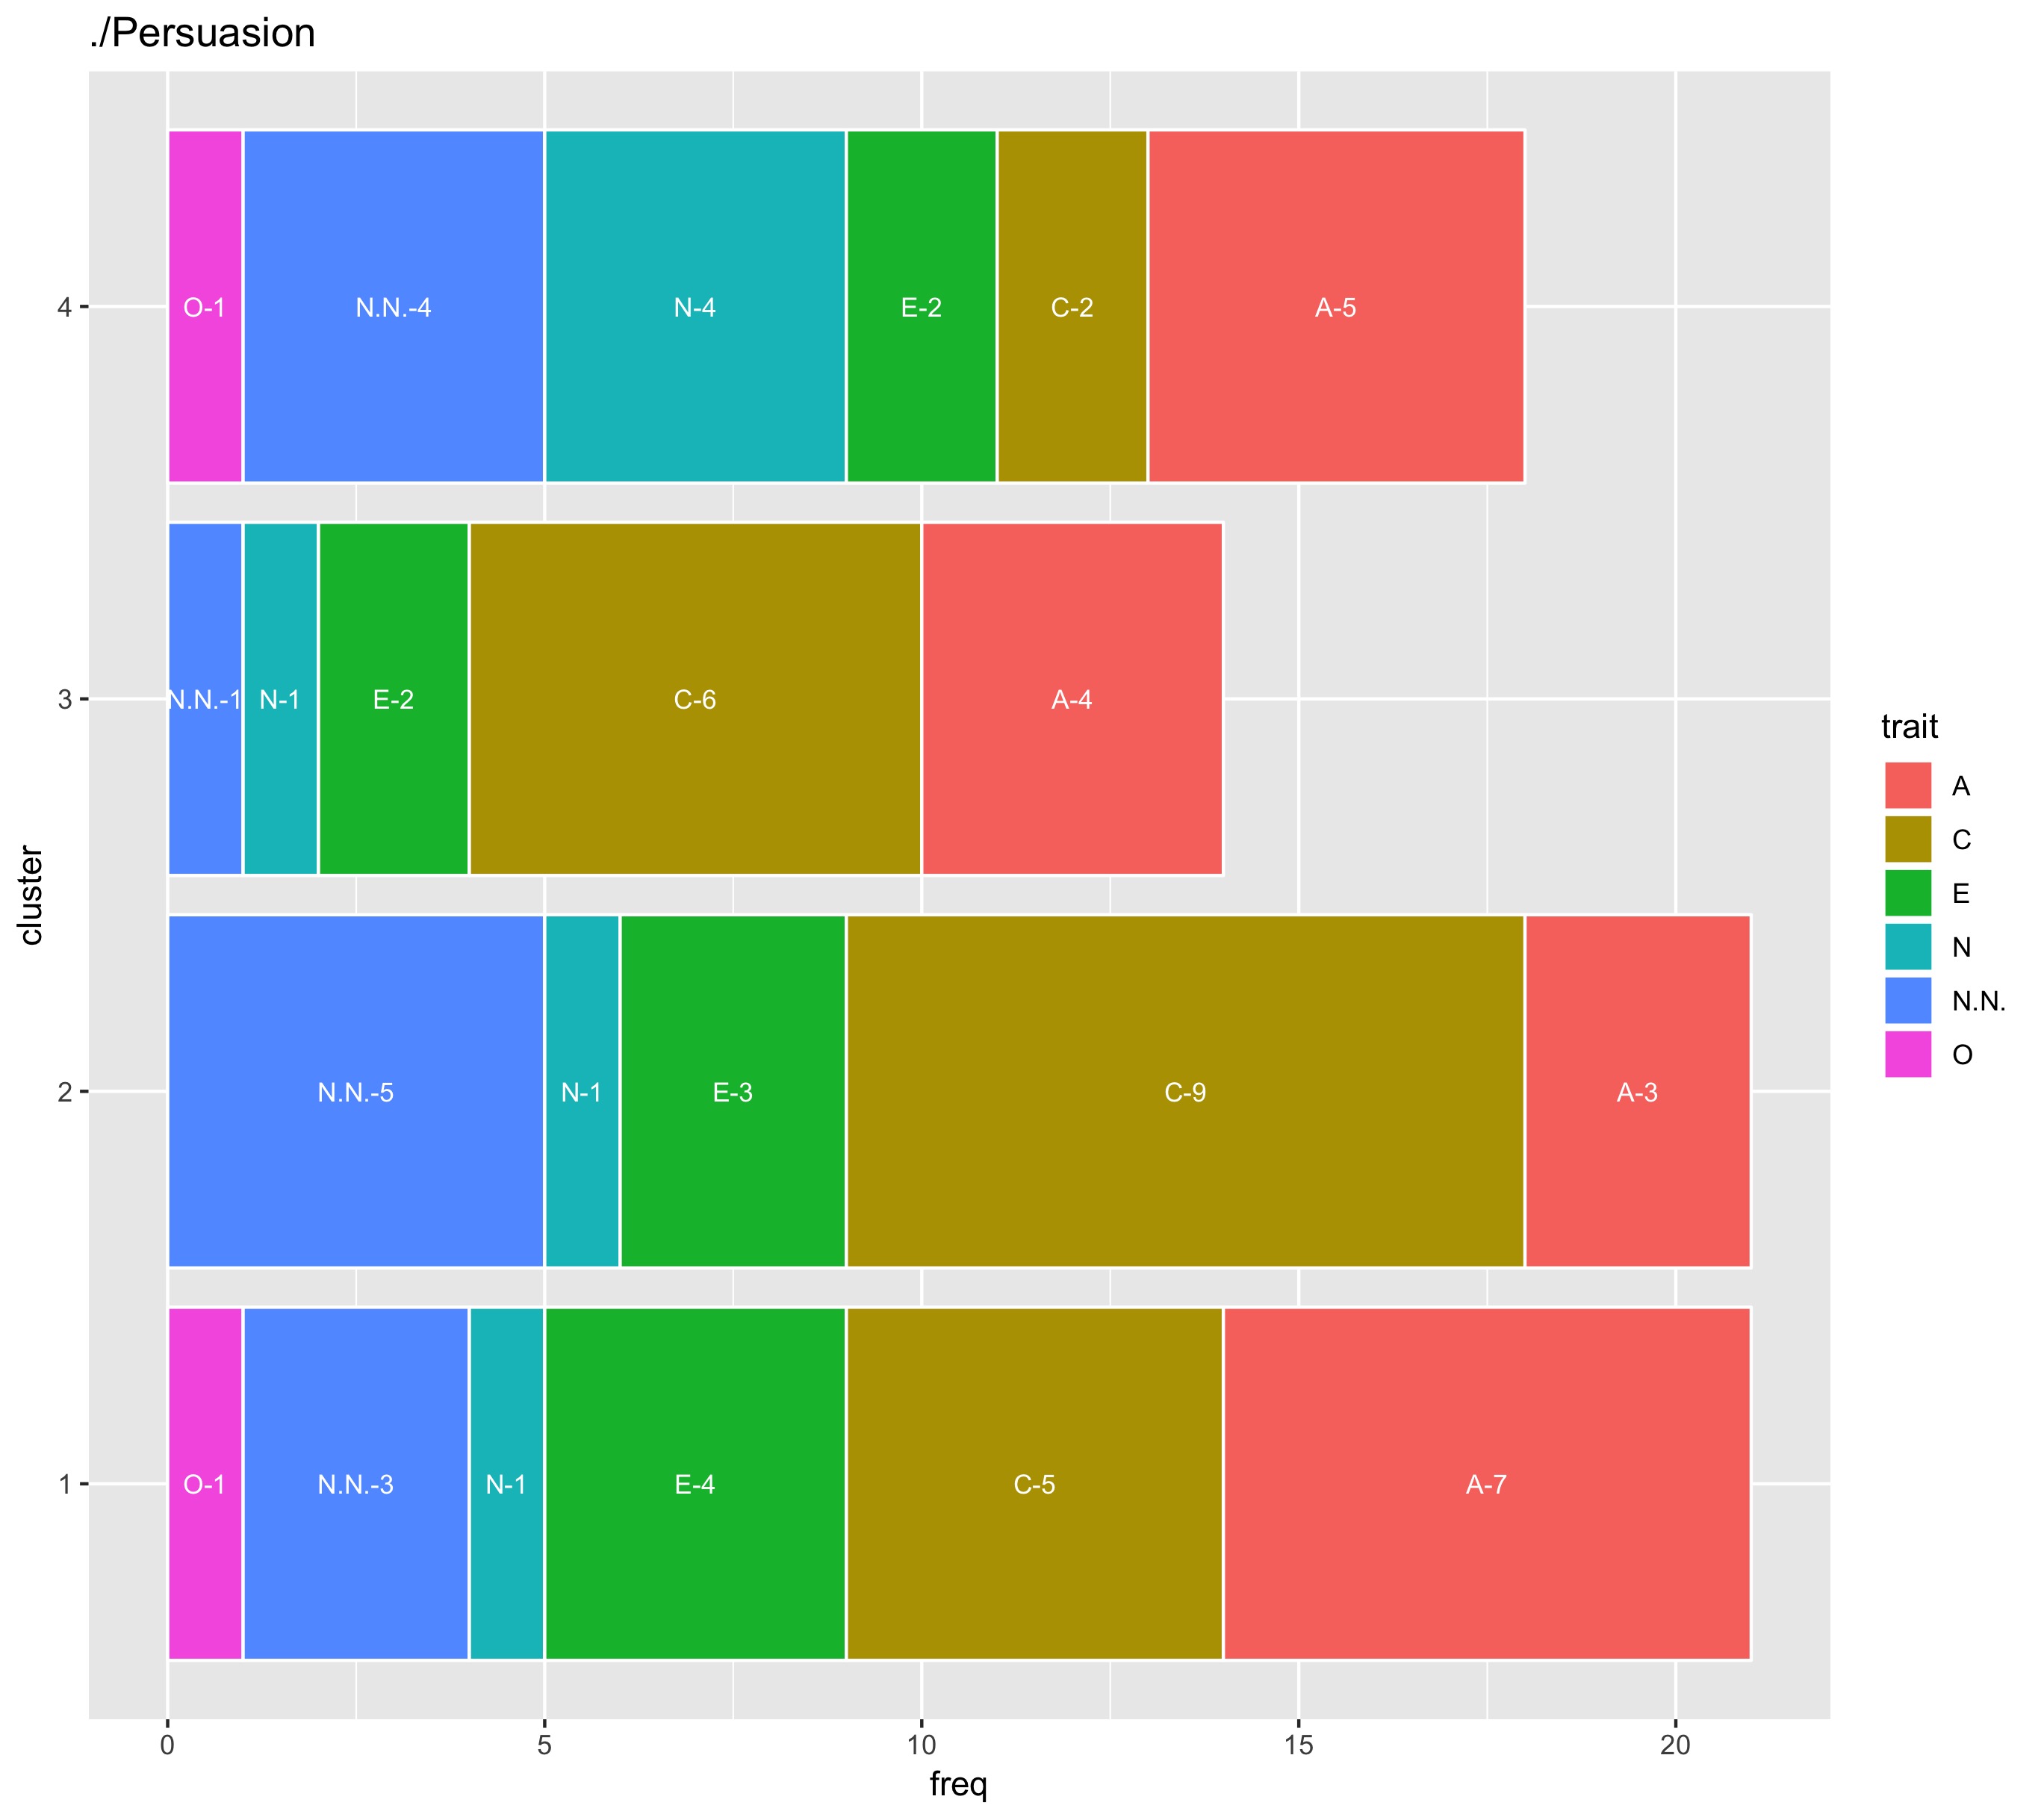 ./Persuasion
4
O-1
N.N.-4
N-4
E-2
C-2
A-5
3
N.N.-1
N-1
E-2
C-6
A-4
2
N.N.-5
N-1
E-3
C-9
A-3
1
O-1
N.N.-3
N-1
E-4
C-5
A-7
cluster
0
5
10
15
20
freq
trait
A
C
E
N
N.N.
O